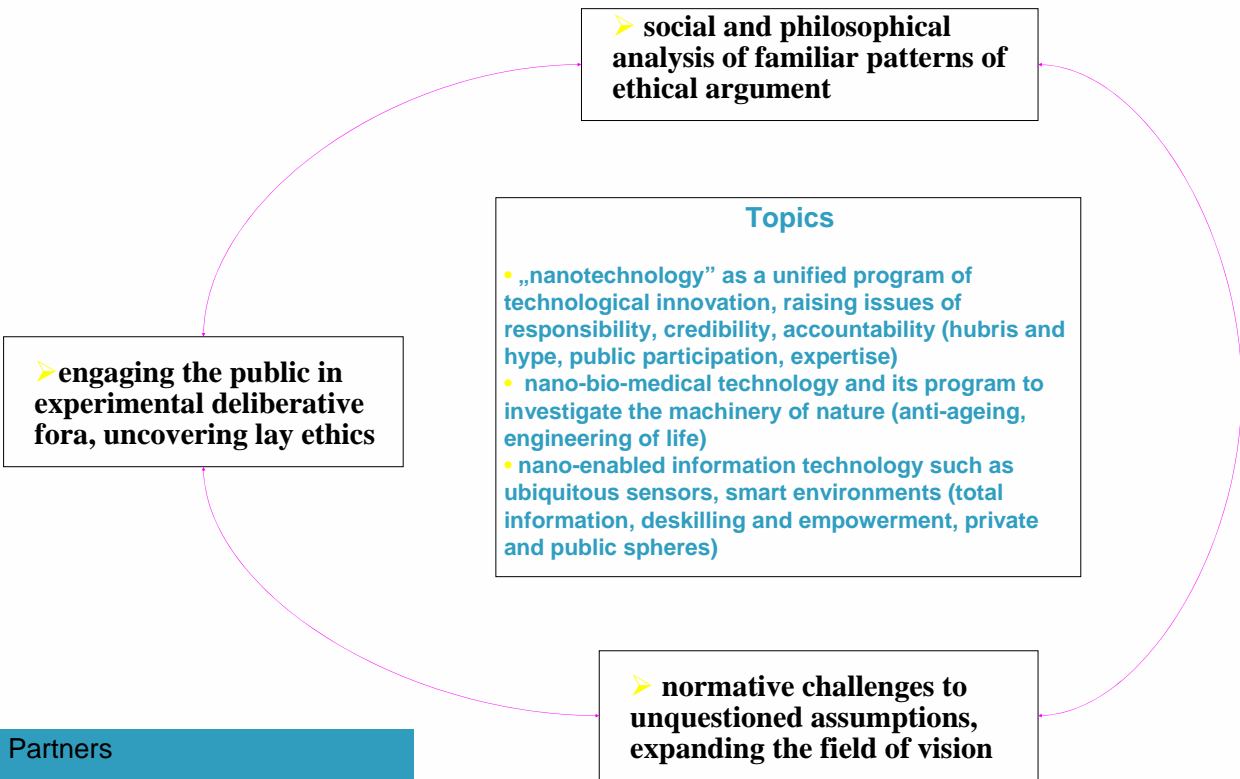 ➢ social and philosophical
analysis of familiar patterns of
ethical argument
Topics
• „nanotechnology” as a unified program of
technological innovation, raising issues of
responsibility, credibility, accountability (hubris and
hype, public participation, expertise)
• nano-bio-medical technology and its program to
investigate the machinery of nature (anti-ageing,
engineering of life)
• nano-enabled information technology such as
ubiquitous sensors, smart environments (total
information, deskilling and empowerment, private
and public spheres)
➢engaging the public in
experimental deliberative
fora, uncovering lay ethics
➢ normative challenges to
unquestioned assumptions,
expanding the field of vision
Partners